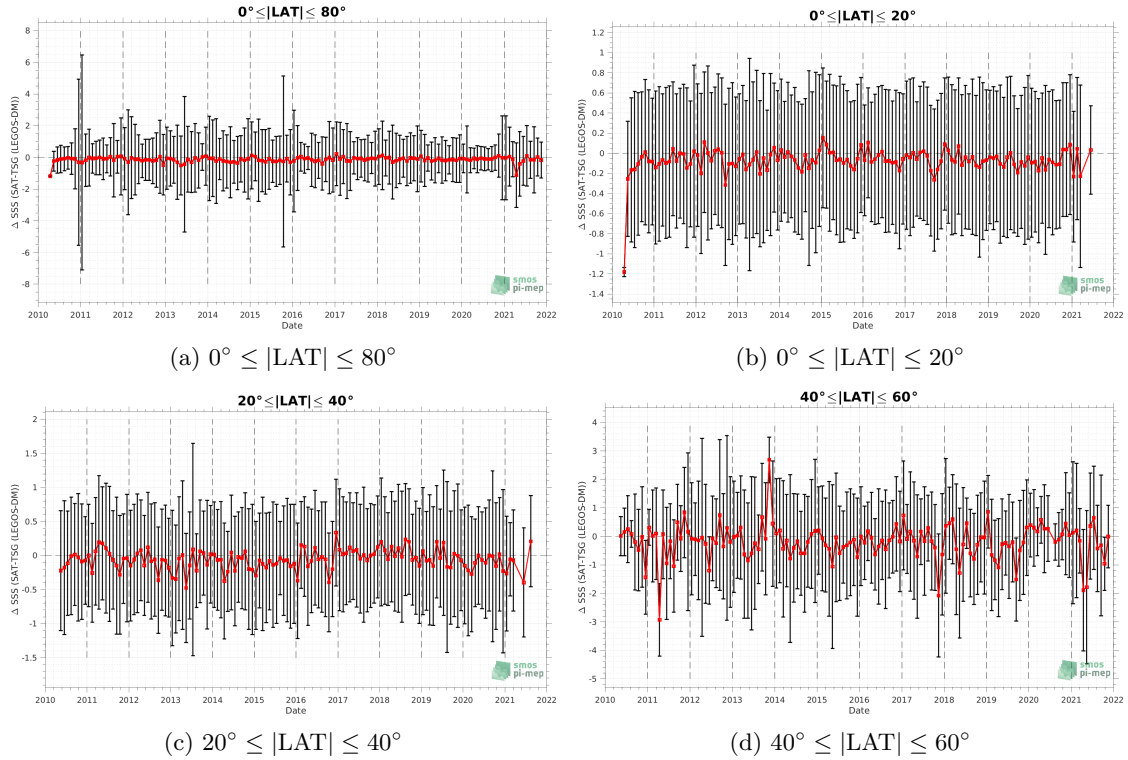 0°≤|LAT|≤ 80°
Δ SSS (SAT-TSG (LEGOS-DM))
8
6
4
2
0
-2
-4
-6
-8
smos
pi-mep
2010 2011 2012 2013 2014 2015 2016 2017 2018 2019 2020 2021 2022
Date
(a) 0° ≤ |LAT| ≤ 80°
0°≤|LAT|≤ 20°
Δ SSS (SAT-TSG (LEGOS-DM))
1.2
1
0.8
0.6
0.4
0.2
0
-0.2
-0.4
-0.6
-0.8
-1
-1.2
-1.4
smos
pi-mep
2010 2011 2012 2013 2014 2015 2016 2017 2018 2019 2020 2021 2022
Date
(b) 0° ≤ |LAT| ≤ 20°
20°≤|LAT|≤ 40°
Δ SSS (SAT-TSG (LEGOS-DM))
2
1.5
1
0.5
0
-0.5
-1
-1.5
smos
pi-mep
2010 2011 2012 2013 2014 2015 2016 2017 2018 2019 2020 2021 2022
Date
(c) 20° ≤ |LAT| ≤ 40°
40°≤|LAT|≤ 60°
Δ SSS (SAT-TSG (LEGOS-DM))
4
3
2
1
0
-1
-2
-3
-4
-5
smos
pi-mep
2010 2011 2012 2013 2014 2015 2016 2017 2018 2019 2020 2021 2022
Date
(d) 40° ≤ |LAT| ≤ 60°